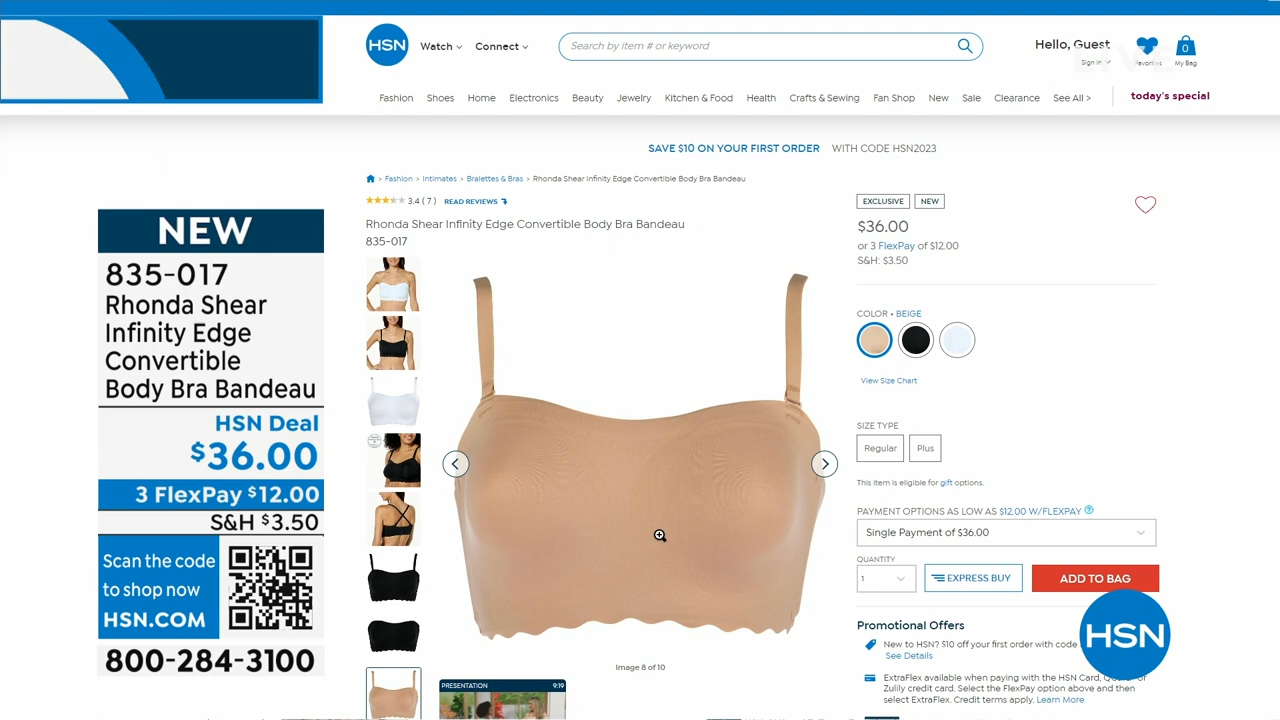 HSN
Watch
Connect
Search by item # or keyword
Hello, Guest
Sign In
Favorites
0
My Bag
Fashion Shoes Home Electronics Beauty Jewelry Kitchen & Food Health Crafts & Sewing Fan Shop New Sale Clearance See All >
today's special
SAVE $10 ON YOUR FIRST ORDER WITH CODE HSN2023
> Fashion > Intimates > Bralettes & Bras > Rhonda Shear Infinity Edge Convertible Body Bra Bandeau
3.4 ( 7 ) READ REVIEWS
Rhonda Shear Infinity Edge Convertible Body Bra Bandeau
835-017
NEW
835-017
Rhonda Shear
Infinity Edge
Convertible
Body Bra Bandeau
HSN Deal
$36.00
3 FlexPay $12.00
S&H $3.50
Scan the code
to shop now
HSN.COM
800-284-3100
Image 8 of 10
PRESENTATION 9:19
EXCLUSIVE NEW
$36.00
or 3 FlexPay of $12.00
S&H: $3.50
COLOR • BEIGE
View Size Chart
SIZE TYPE
Regular Plus
This item is eligible for gift options.
PAYMENT OPTIONS AS LOW AS $12.00 W/FLEXPAY ?
Single Payment of $36.00
QUANTITY
1
EXPRESS BUY
ADD TO BAG
Promotional Offers
New to HSN? $10 off your first order with code
See Details
ExtraFlex available when paying with the HSN Card, or
Zulily credit card. Select the FlexPay option above and then
select ExtraFlex. Credit terms apply. Learn More
HSN